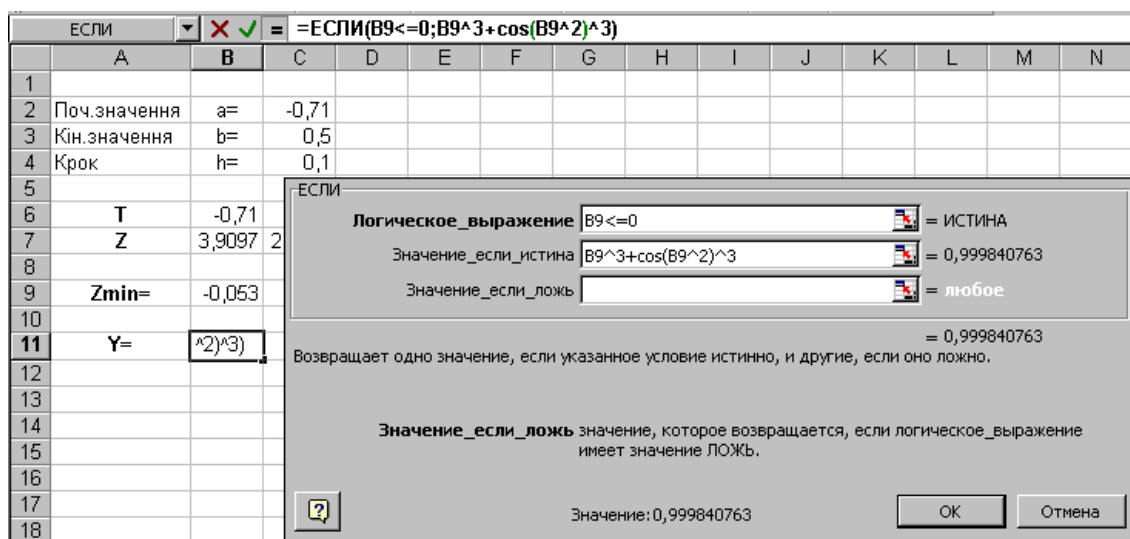 ЕСЛИ = =ЕСЛИ(B9<=0;B9^3+cos(B9^2)^3)
A B C D E F G H I J K L M N
1
2 Поч.значення a= -0,71
3 Кін.значення b= 0,5
4 Крок h= 0,1
5 ЕСЛИ
6 T -0,71 Логическое_выражение B9<=0 = ИСТИНА
7 Z 3,9097 2 Значение_если_истина B9^3+cos(B9^2)^3 = 0,999840763
8
9 Zmin= -0,053 Значение_если_ложь = любое
10
11 Y= ^2)^3) = 0,999840763
Возвращает одно значение, если указанное условие истинно, и другие, если оно ложно.
12
13
14 Значение_если_ложь значение, которое возвращается, если логическое_выражение
15 имеет значение ЛОЖЬ.
16
17 ? Значение:0,999840763 OK Отмена
18